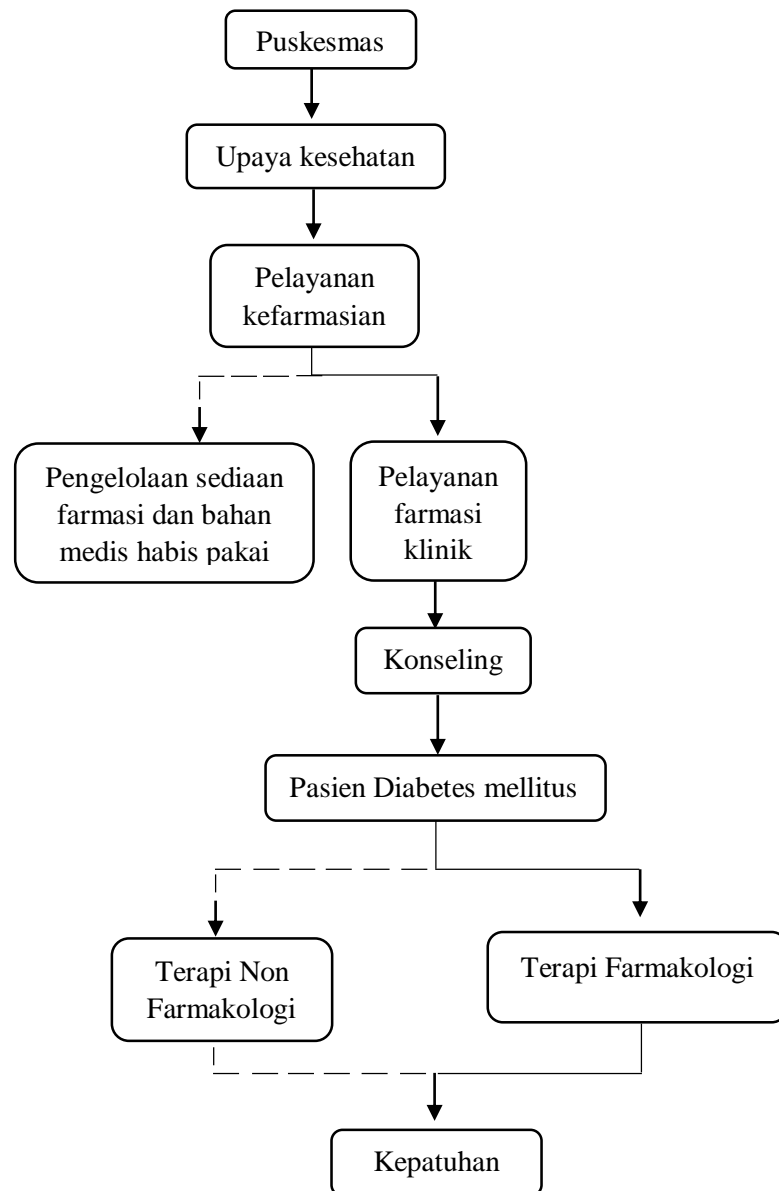 Puskesmas
Upaya kesehatan
Pelayanan
kefarmasian
Pengelolaan sediaan
farmasi dan bahan
medis habis pakai
Pelayanan
farmasi
klinik
Konseling
Pasien Diabetes mellitus
Terapi Non
Farmakologi
Terapi Farmakologi
Kepatuhan